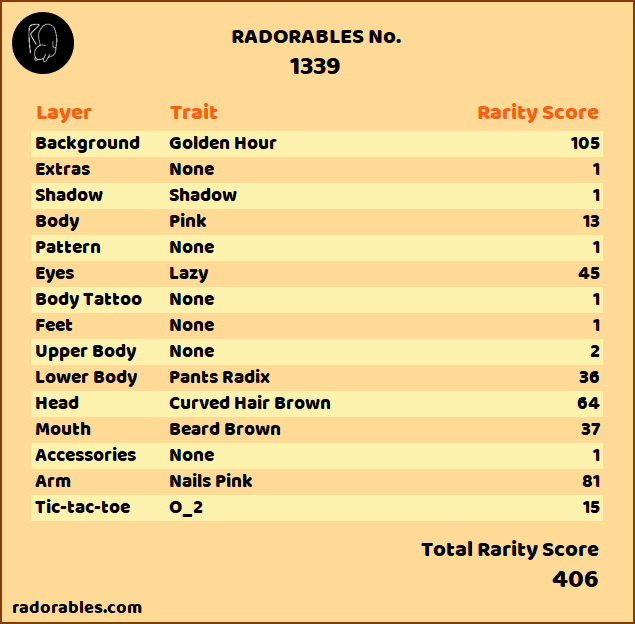 RADORABLES No.
1339
Layer Trait Rarity Score
Background Golden Hour 105
Extras None 1
Shadow Shadow 1
Body Pink 13
Pattern None 1
Eyes Lazy 45
Body Tattoo None 1
Feet None 1
Upper Body None 2
Lower Body Pants Radix 36
Head Curved Hair Brown 64
Mouth Beard Brown 37
Accessories None 1
Arm Nails Pink 81
Tic-tac-toe O_2 15
Total Rarity Score
406
radorables.com